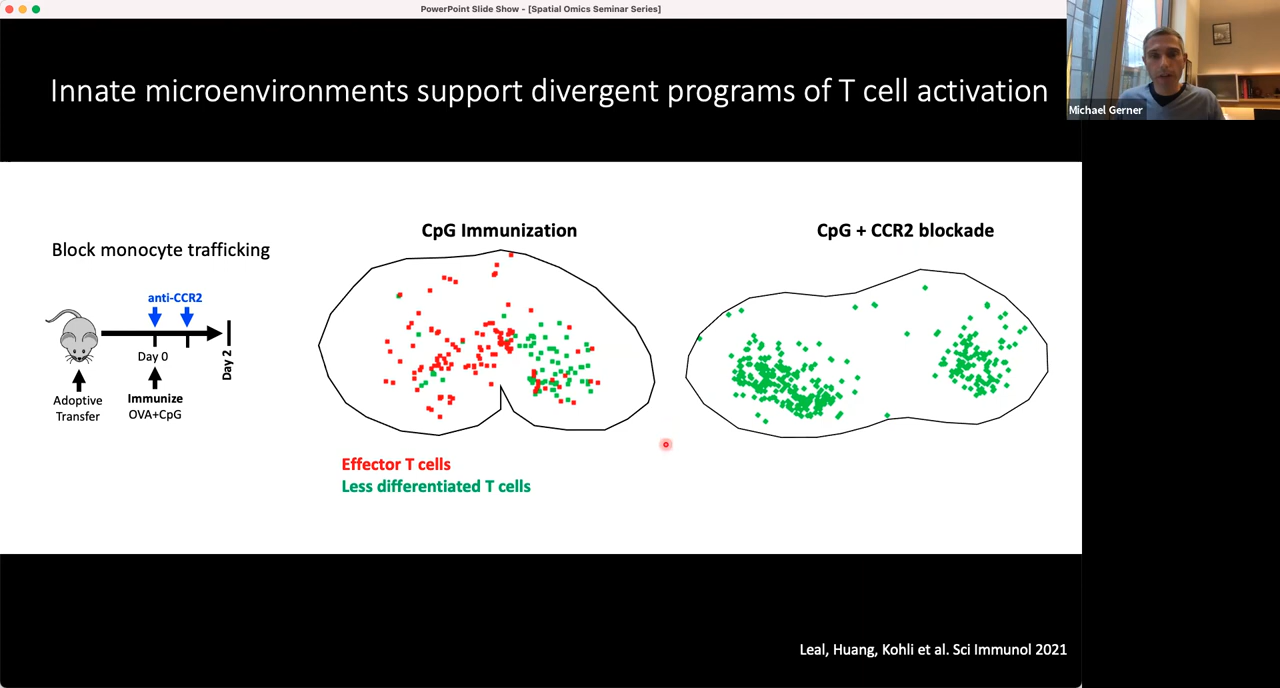 PowerPoint Slide Show - [Spatial Omics Seminar Series]
Innate microenvironments support divergent programs of T cell activation
Michael Gerner
Block monocyte trafficking
anti-CCR2
Day 0
Day 2
Adoptive
Transfer
Immunize
OVA+CpG
CpG Immunization
CpG + CCR2 blockade
Effector T cells
Less differentiated T cells
Leal, Huang, Kohli et al. Sci Immunol 2021